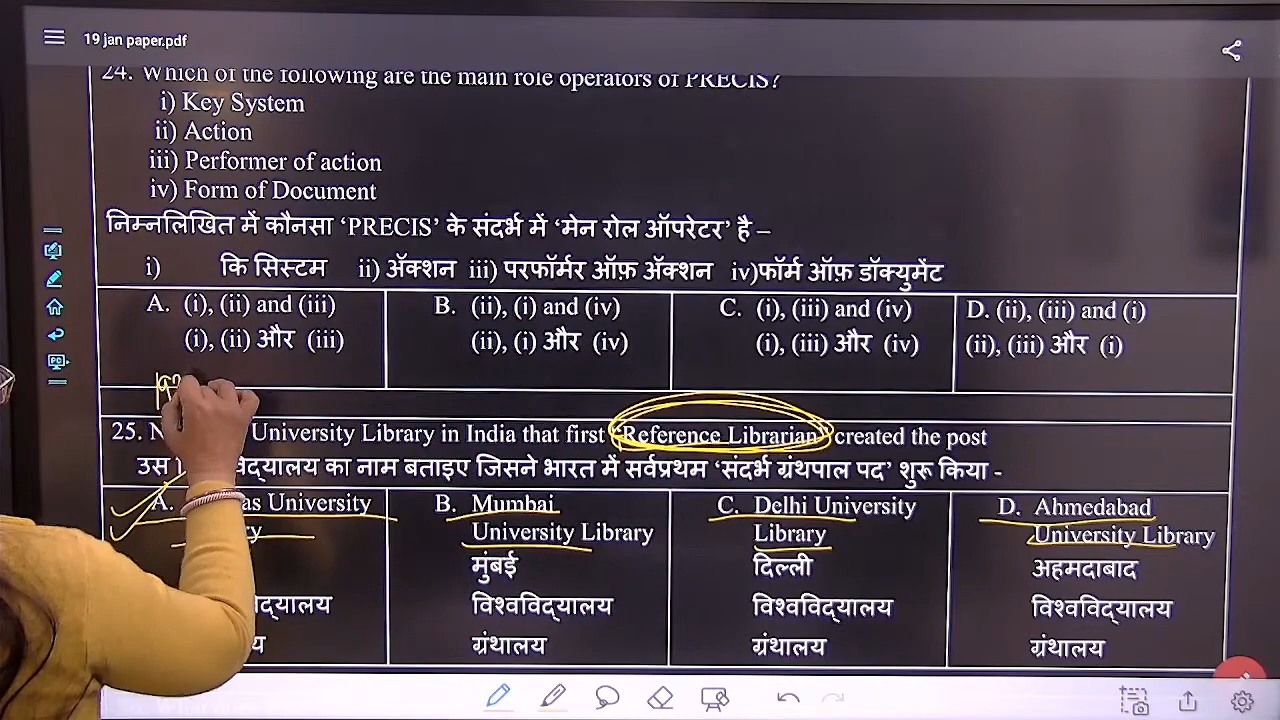 19 jan paper.pdf
24. Which of the following are the main role operators of PRECIS?
i) Key System
ii) Action
iii) Performer of action
iv) Form of Document
निम्नलिखित में कौनसा ‘PRECIS’ के संदर्भ में ‘मेन रोल ऑपरेटर’ है –
i) कि सिस्टम ii) ॲक्शन iii) परफॉर्मर ऑफ़ ॲक्शन iv)फॉर्म ऑफ़ डॉक्युमेंट
A. (i), (ii) and (iii)
(i), (ii) और (iii)
B. (ii), (i) and (iv)
(ii), (i) और (iv)
C. (i), (iii) and (iv)
(i), (iii) और (iv)
D. (ii), (iii) and (i)
(ii), (iii) और (i)
25. University Library in India that first "Reference Librarian" created the post
उस का नाम बताइए जिसने भारत में सर्वप्रथम ‘संदर्भ ग्रंथपाल पद’ शुरू किया -
A. University
B. Mumbai
University Library
मुंबई
विश्वविद्यालय
ग्रंथालय
C. Delhi University
Library
दिल्ली
विश्वविद्यालय
ग्रंथालय
D. Ahmedabad
University Library
अहमदाबाद
विश्वविद्यालय
ग्रंथालय